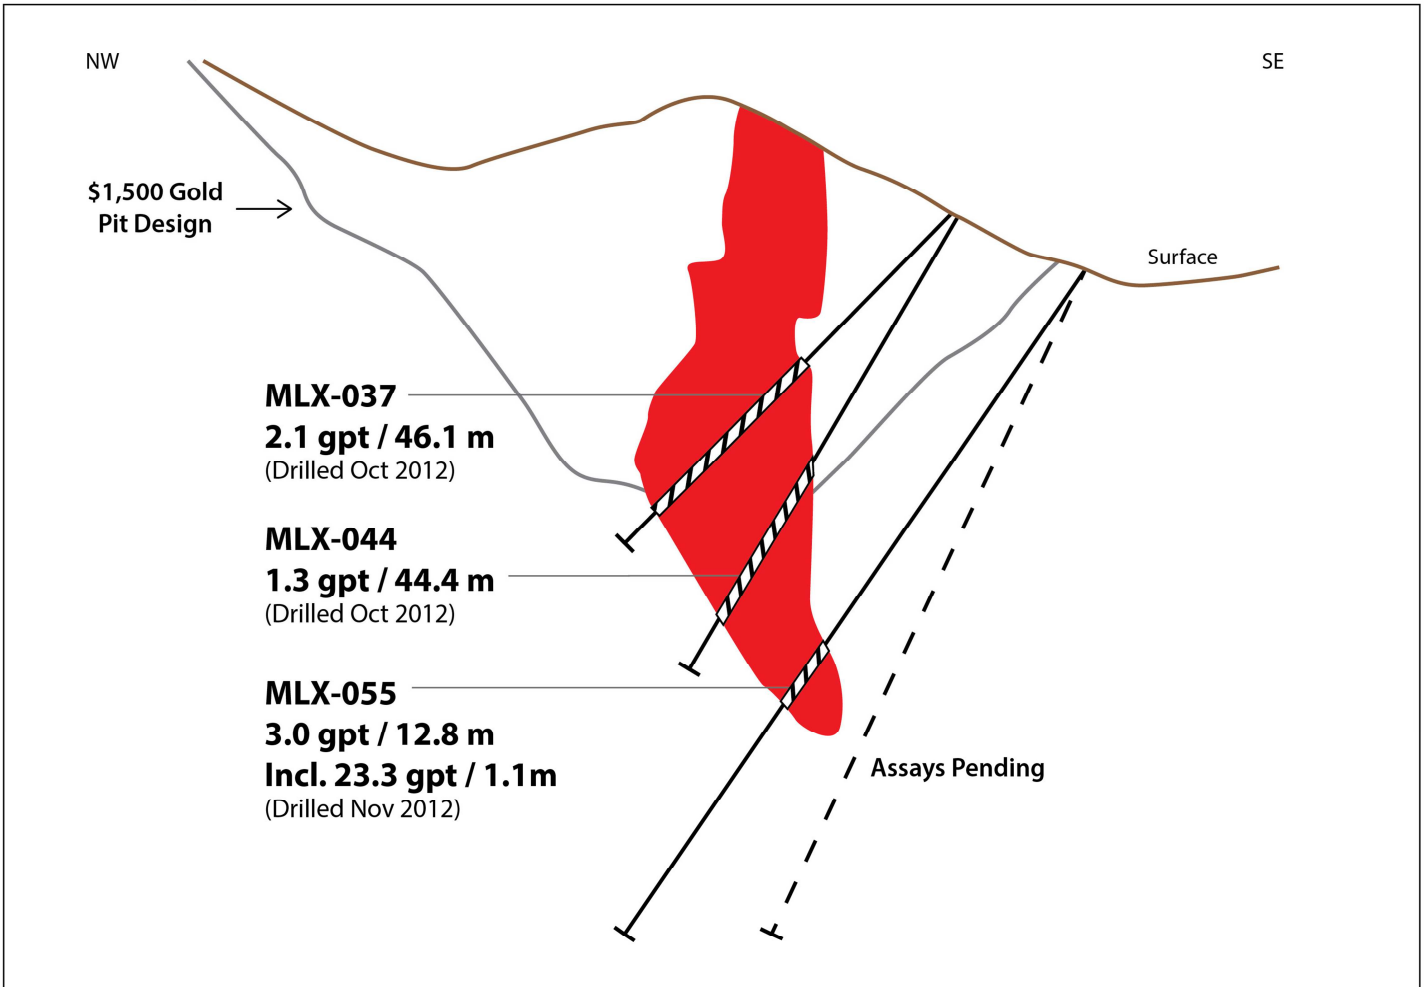 NW
SE
$1,500 Gold
Pit Design
Surface
MLX-037
2.1 gpt / 46.1 m
(Drilled Oct 2012)
MLX-044
1.3 gpt / 44.4 m
(Drilled Oct 2012)
MLX-055
3.0 gpt / 12.8 m
Incl. 23.3 gpt / 1.1m
(Drilled Nov 2012)
Assays Pending